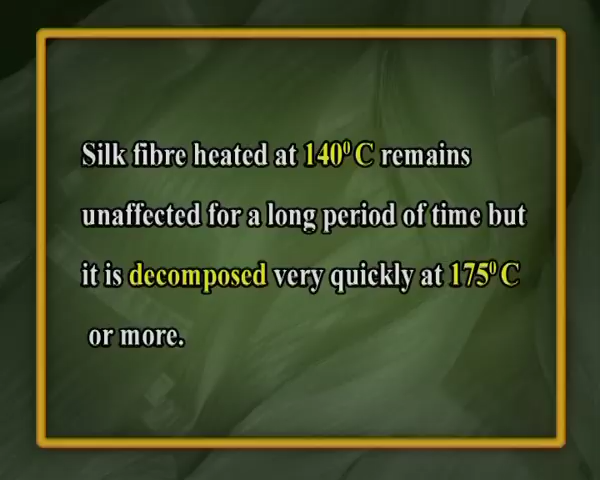 Silk fibre heated at 140⁰ C remains
unaffected for a long period of time but
it is decomposed very quickly at 175⁰ C
or more.